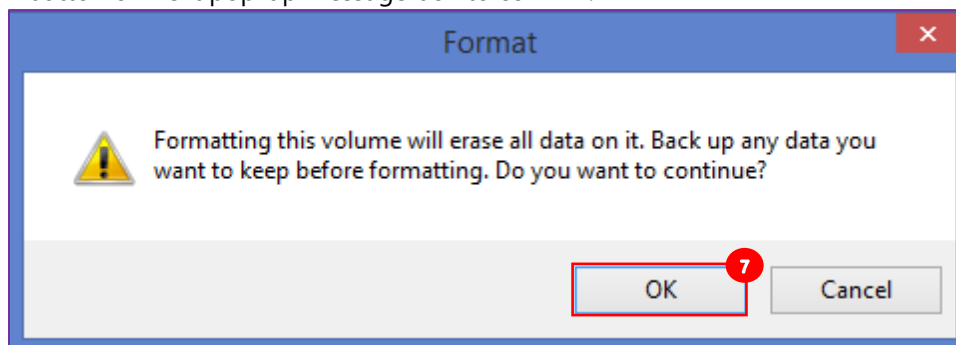 Format
Formatting this volume will erase all data on it. Back up any data you
want to keep before formatting. Do you want to continue?
7
OK
Cancel